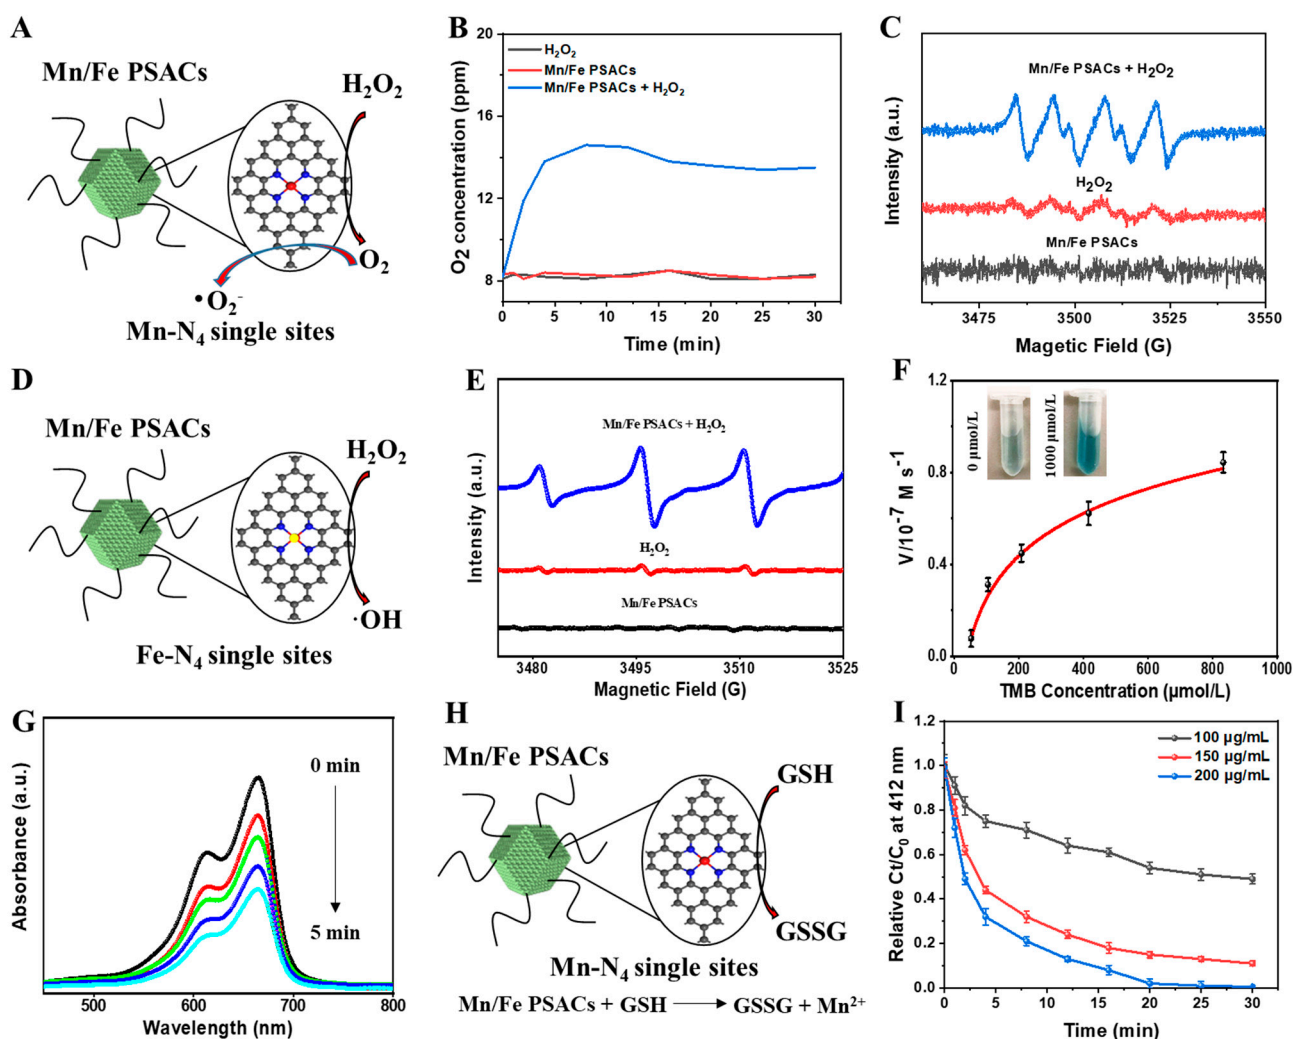 A
Mn/Fe PSACs
H₂O₂
O₂
•O₂⁻
Mn-N₄ single sites
B
O₂ concentration (ppm)
20
16
12
8
H₂O₂
Mn/Fe PSACs
Mn/Fe PSACs + H₂O₂
0
5
10
15
20
25
30
Time (min)
C
Intensity (a.u.)
Mn/Fe PSACs + H₂O₂
H₂O₂
Mn/Fe PSACs
3475
3500
3525
3550
Magetic Field (G)
D
Mn/Fe PSACs
H₂O₂
·OH
Fe-N₄ single sites
E
Intensity (a.u.)
Mn/Fe PSACs + H₂O₂
H₂O₂
Mn/Fe PSACs
3480
3495
3510
3525
Magnetic Field (G)
F
V/10⁻⁷ M s⁻¹
1.2
0.8
0.4
0.0
0 µmol/L
1000 µmol/L
0
200
400
600
800
1000
TMB Concentration (µmol/L)
G
Absorbance (a.u.)
0 min
5 min
500
600
700
800
Wavelength (nm)
H
Mn/Fe PSACs
GSH
GSSG
Mn-N₄ single sites
Mn/Fe PSACs + GSH ⟶ GSSG + Mn²⁺
I
Relative Ct/C₀ at 412 nm
1.2
1.0
0.8
0.6
0.4
0.2
0.0
100 µg/mL
150 µg/mL
200 µg/mL
0
5
10
15
20
25
30
Time (min)